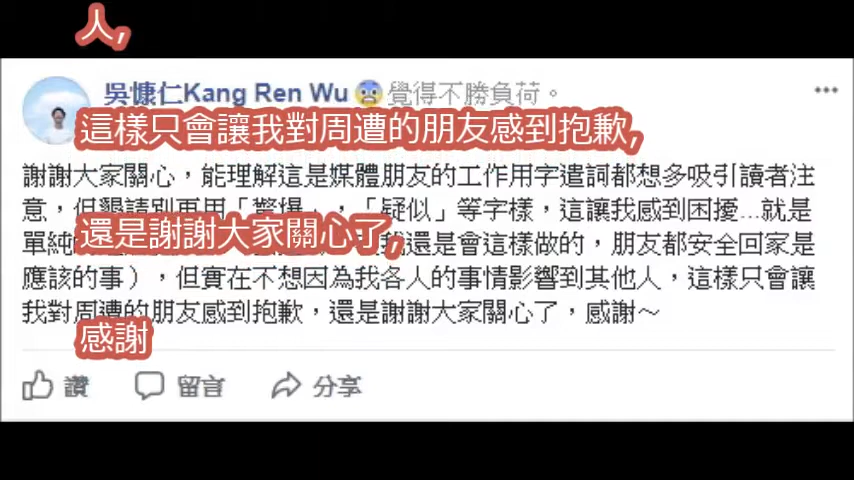 人,
吳慷仁Kang Ren Wu 覺得不勝負荷。
這樣只會讓我對周遭的朋友感到抱歉,
謝謝大家關心，能理解這是媒體朋友的工作用字遣詞都想多吸引讀者注
意，但懇請別再用「驚爆」，「疑似」等字樣，這讓我感到困擾...就是
還是謝謝大家關心了,
單純的 我還是會這樣做的，朋友都安全回家是
應該的事），但實在不想因為我各人的事情影響到其他人，這樣只會讓
我對周遭的朋友感到抱歉，還是謝謝大家關心了，感謝～
感謝
讚 留言 分享